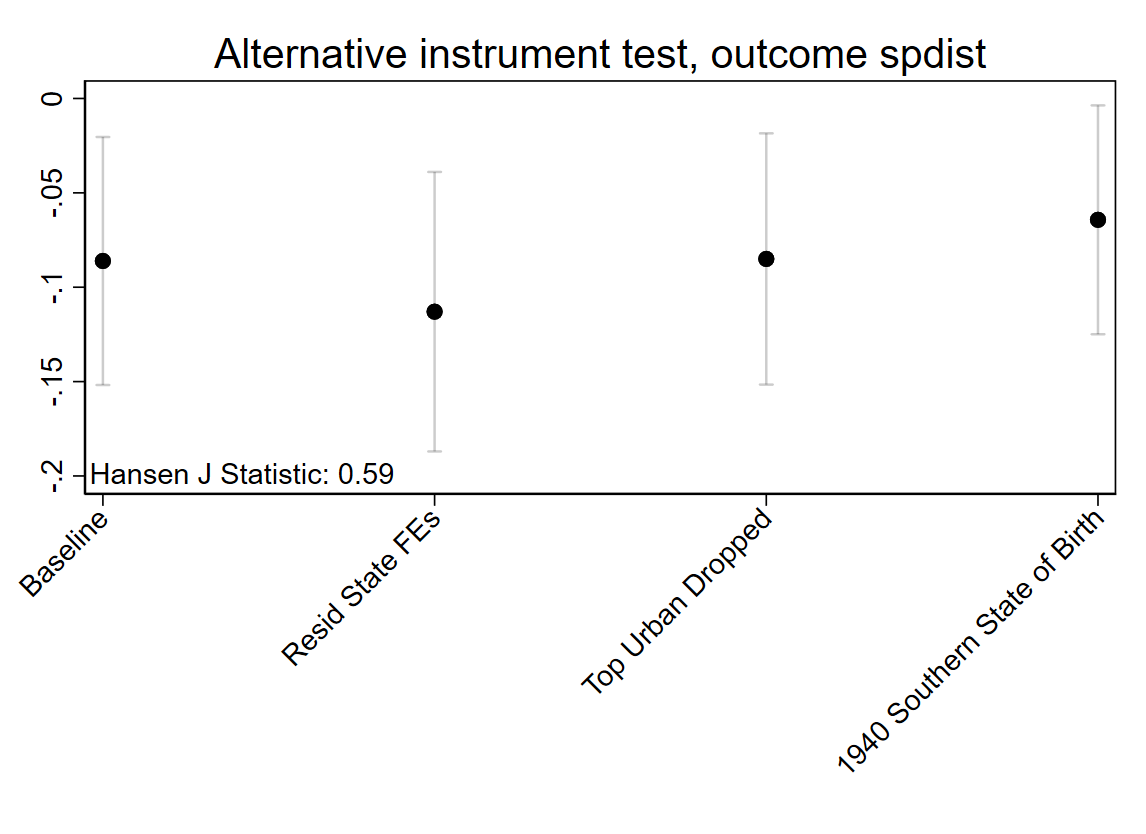 Alternative instrument test, outcome spdist
0
-.05
-.1
-.15
-.2
Hansen J Statistic: 0.59
Baseline
Resid State FEs
Top Urban Dropped
1940 Southern State of Birth